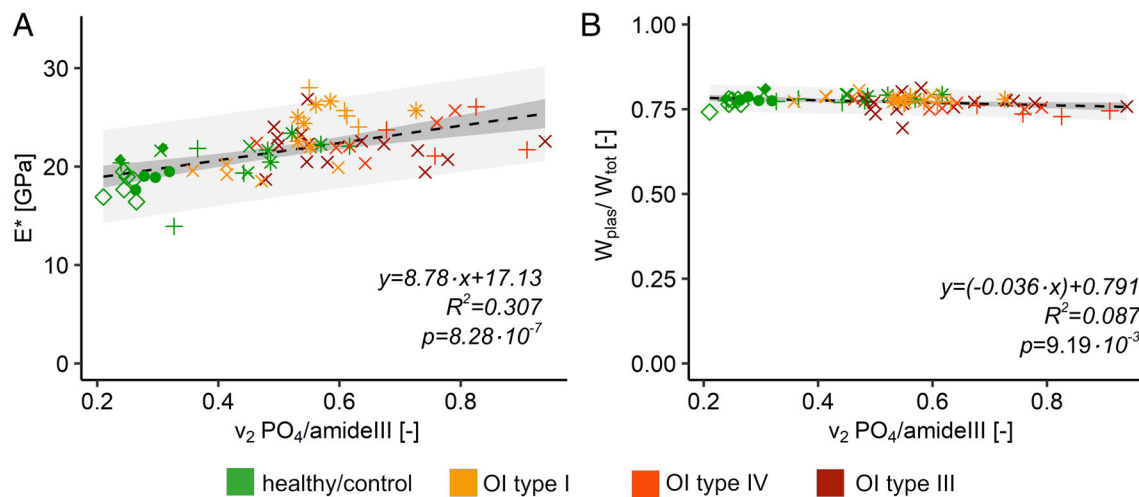 A
B
E* [GPa]
30
20
10
0
y=8.78·x+17.13
R²=0.307
p=8.28·10⁻⁷
0.2 0.4 0.6 0.8
v₂ PO₄/amideIII [-]
Wplas/ Wtot [-]
1.00
0.75
0.50
0.25
0.00
y=(-0.036·x)+0.791
R²=0.087
p=9.19·10⁻³
0.2 0.4 0.6 0.8
v₂ PO₄/amideIII [-]
healthy/control OI type I OI type IV OI type III